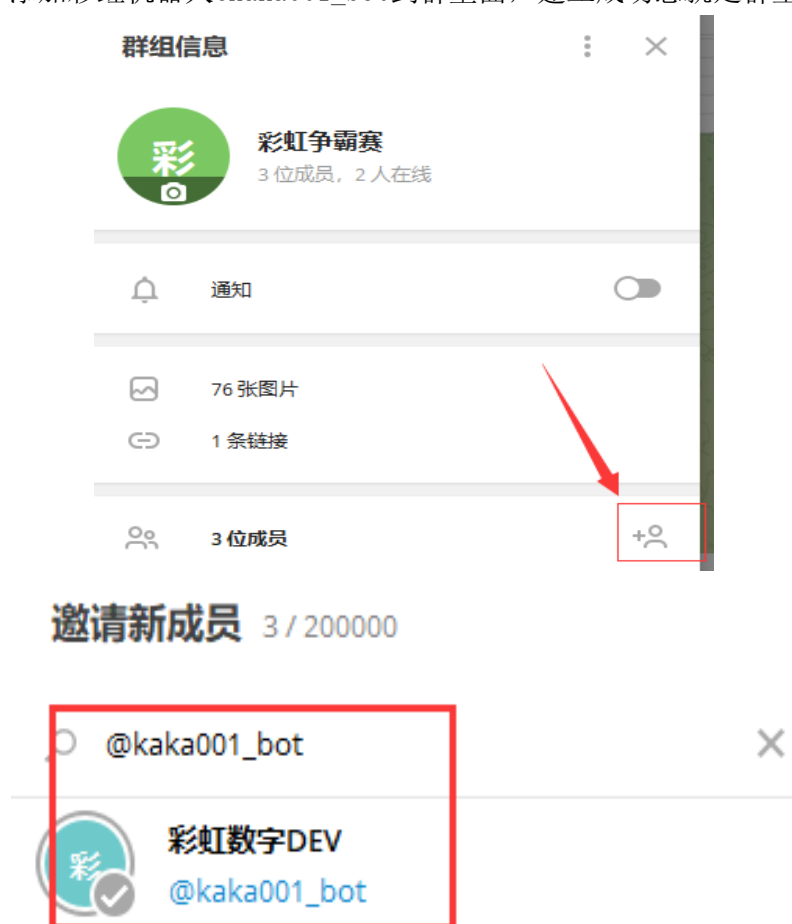 群组信息
彩
彩虹争霸赛
3 位成员，2 人在线
通知
76 张图片
1 条链接
3 位成员
邀请新成员 3 / 200000
@kaka001_bot
彩
彩虹数字DEV
@kaka001_bot